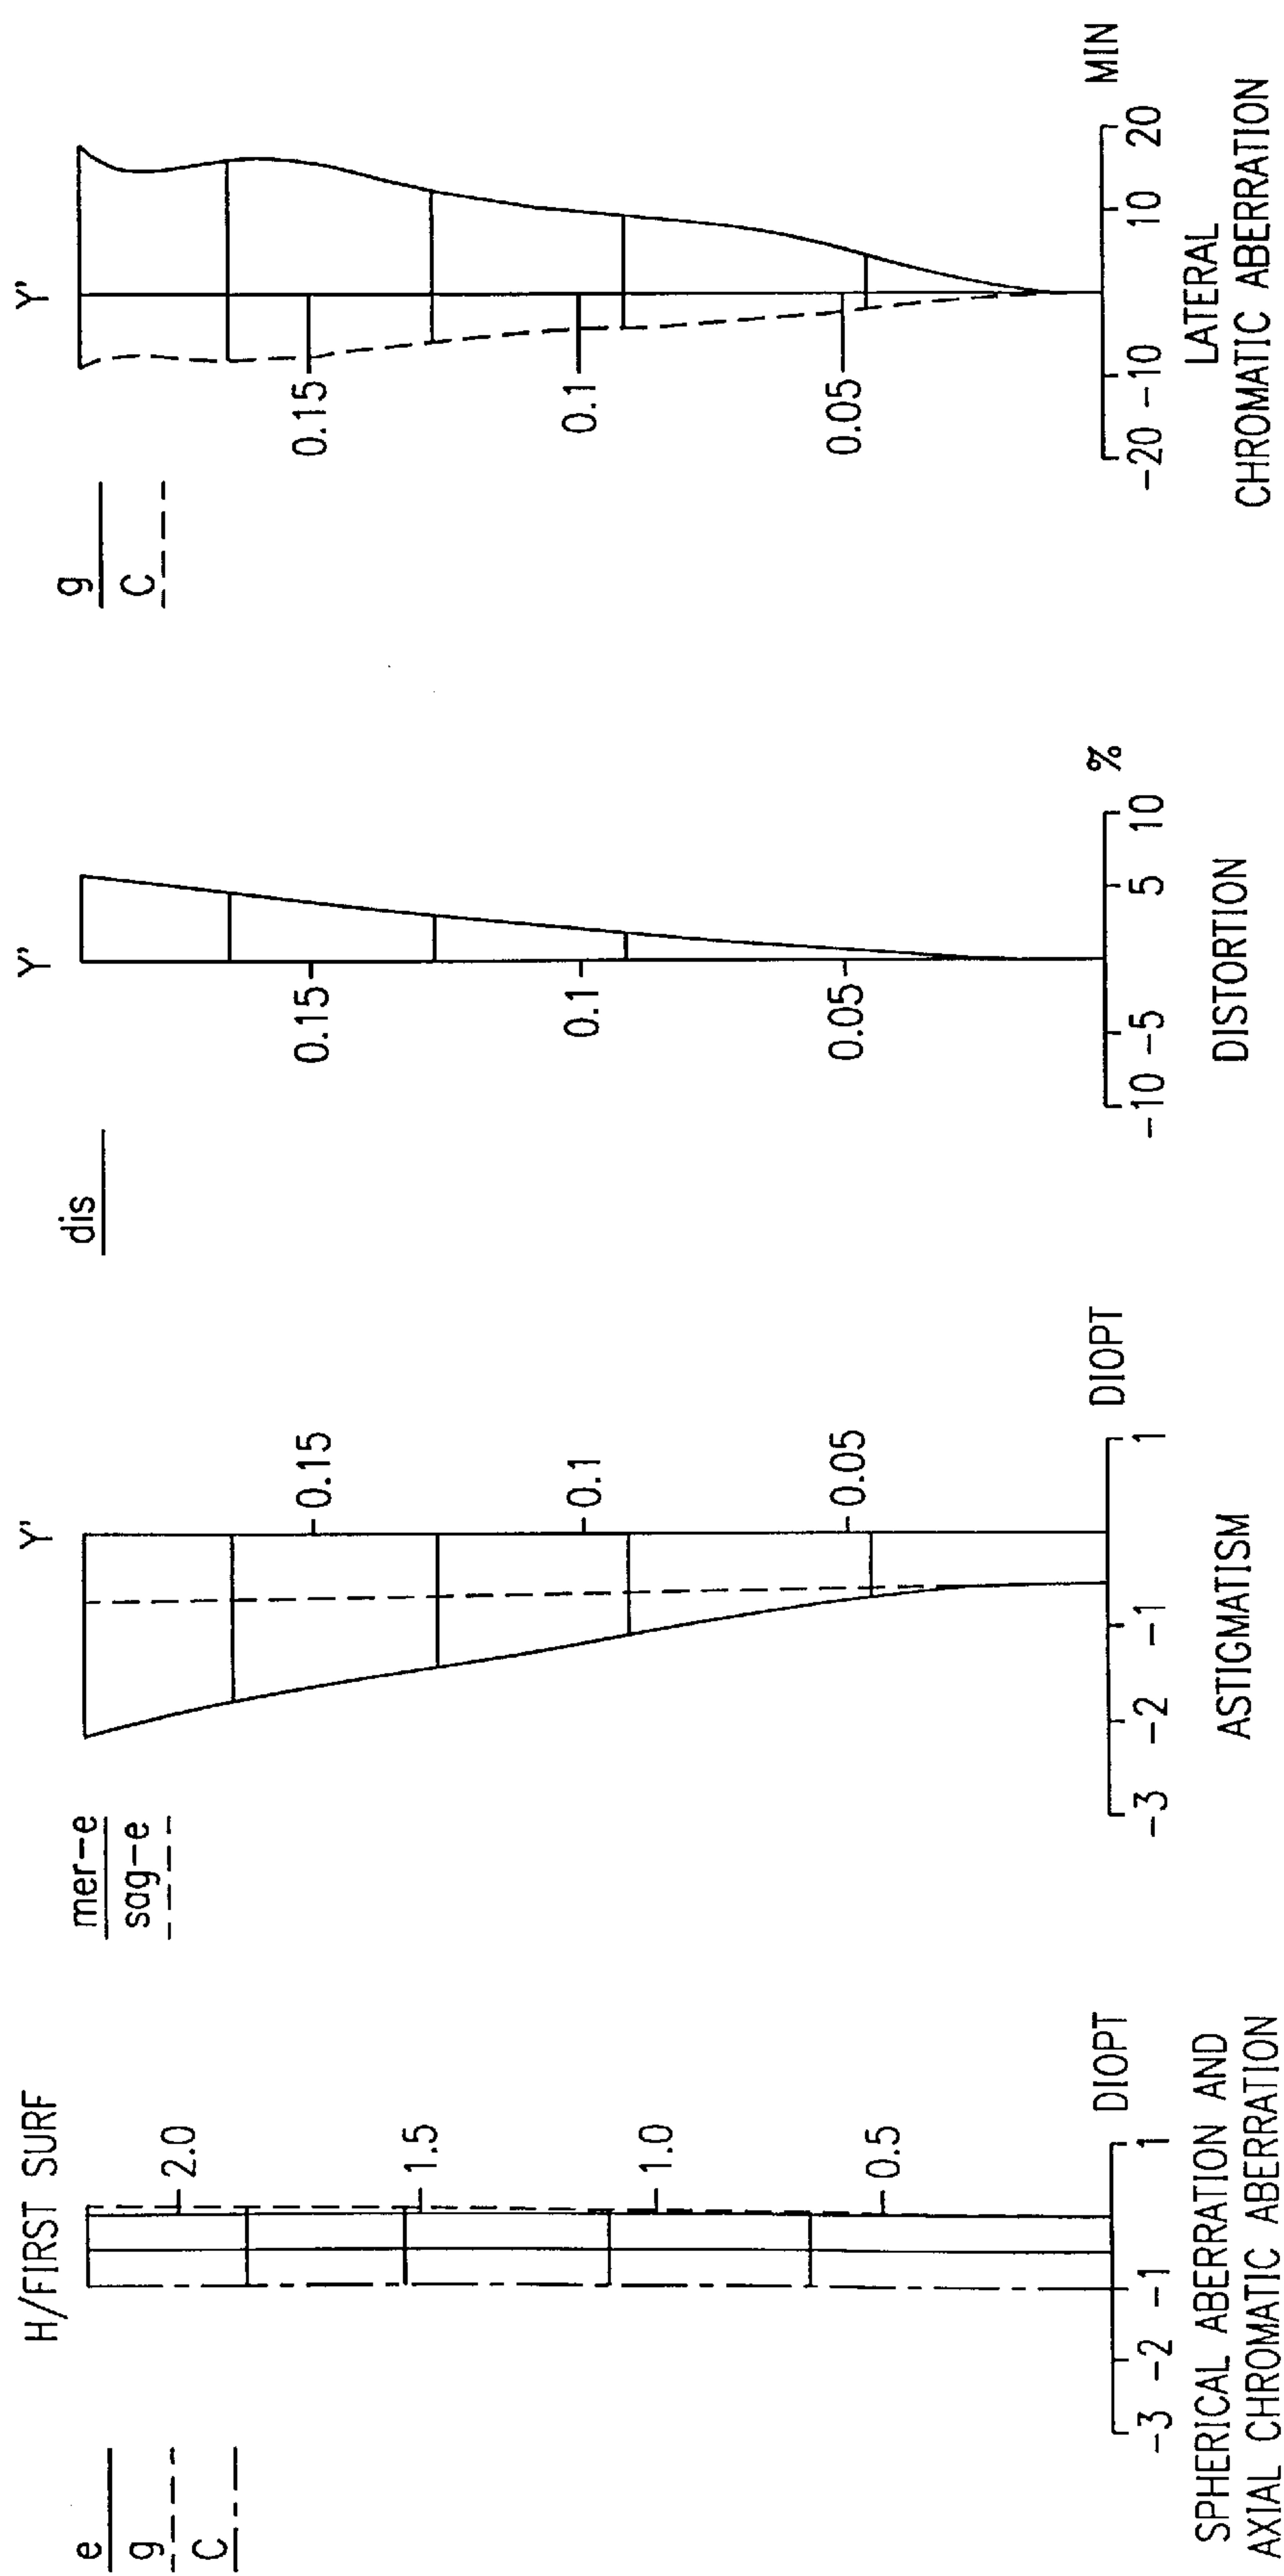 e
g
C
H/FIRST SURF
2.0
1.5
1.0
0.5
DIOPT
-3 -2 -1 1
SPHERICAL ABERRATION AND
AXIAL CHROMATIC ABERRATION
mer-e
sag-e
Y'
0.15
0.1
0.05
DIOPT
-3 -2 -1 1
ASTIGMATISM
dis
Y'
0.15
0.1
0.05
%
-10 -5 5 10
DISTORTION
g
C
Y'
0.15
0.1
0.05
MIN
-20 -10 10 20
LATERAL
CHROMATIC ABERRATION